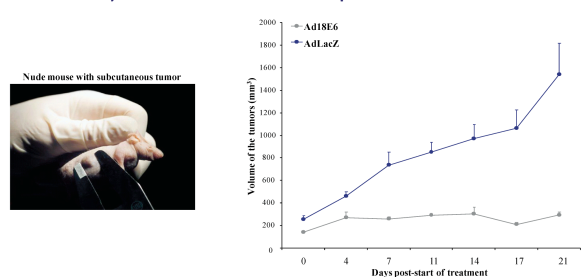 Nude mouse with subcutaneous tumor
Ad18E6
AdLacZ
Volume of the tumors (mm³)
2000
1800
1600
1400
1200
1000
800
600
400
200
0
0 4 7 11 14 17 21
Days post-start of treatment